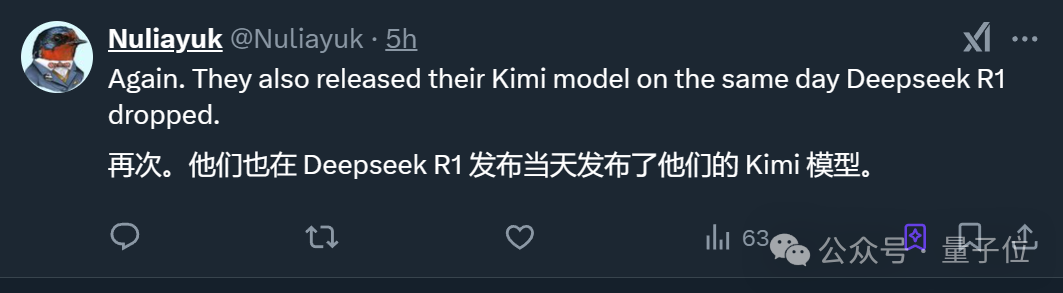 Nuliayuk @Nuliayuk · 5h
Again. They also released their Kimi model on the same day Deepseek R1
dropped.
再次。他们也在 Deepseek R1 发布当天发布了他们的 Kimi 模型。
63
公众号 · 量子位